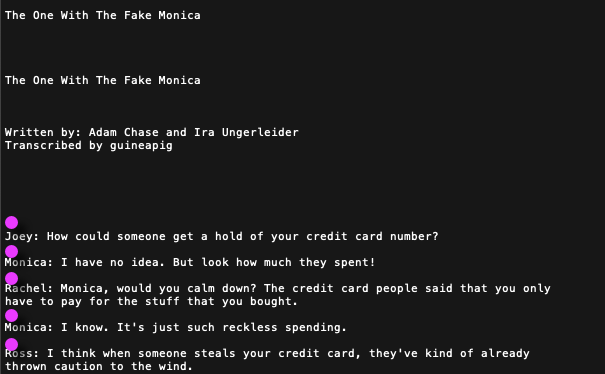 The One With The Fake Monica
The One With The Fake Monica
Written by: Adam Chase and Ira Ungerleider
Transcribed by guineapig
Joey: How could someone get a hold of your credit card number?
Monica: I have no idea. But look how much they spent!
Rachel: Monica, would you calm down? The credit card people said that you only
have to pay for the stuff that you bought.
Monica: I know. It's just such reckless spending.
Ross: I think when someone steals your credit card, they've kind of already
thrown caution to the wind.